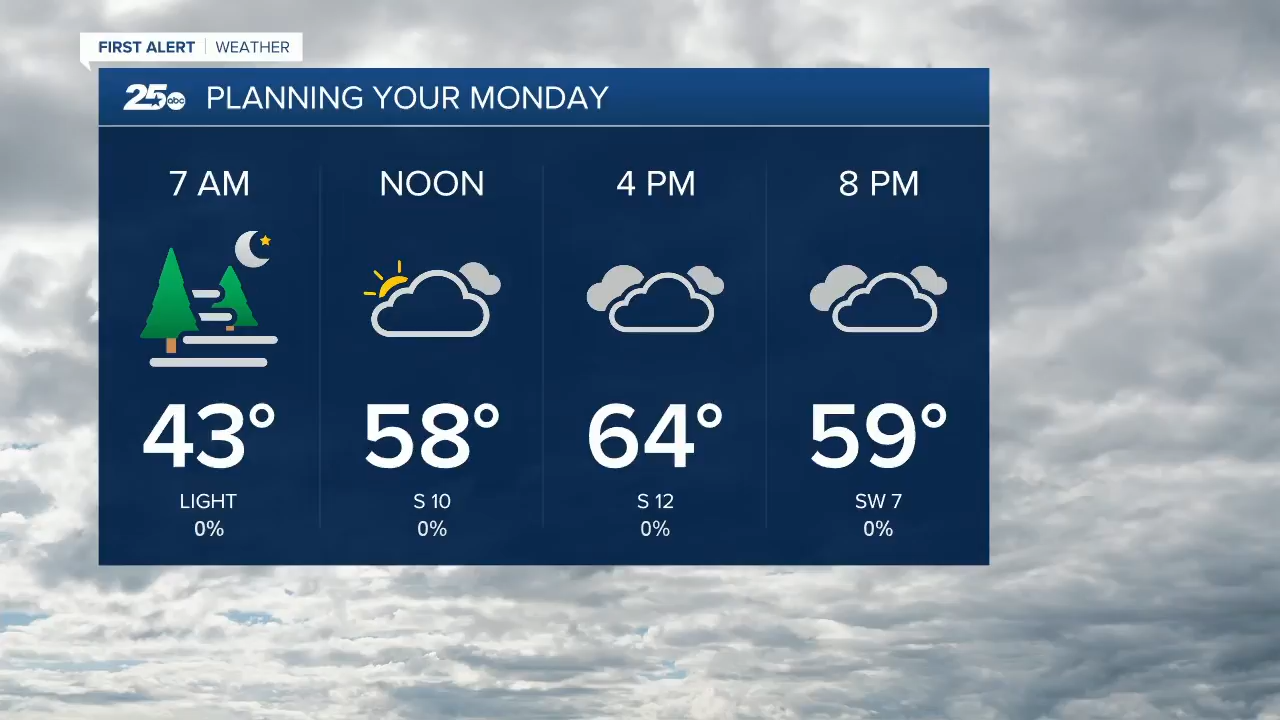 FIRST ALERT | WEATHER
25 abc PLANNING YOUR MONDAY
7 AM
43°
LIGHT
0%
NOON
58°
S 10
0%
4 PM
64°
S 12
0%
8 PM
59°
SW 7
0%